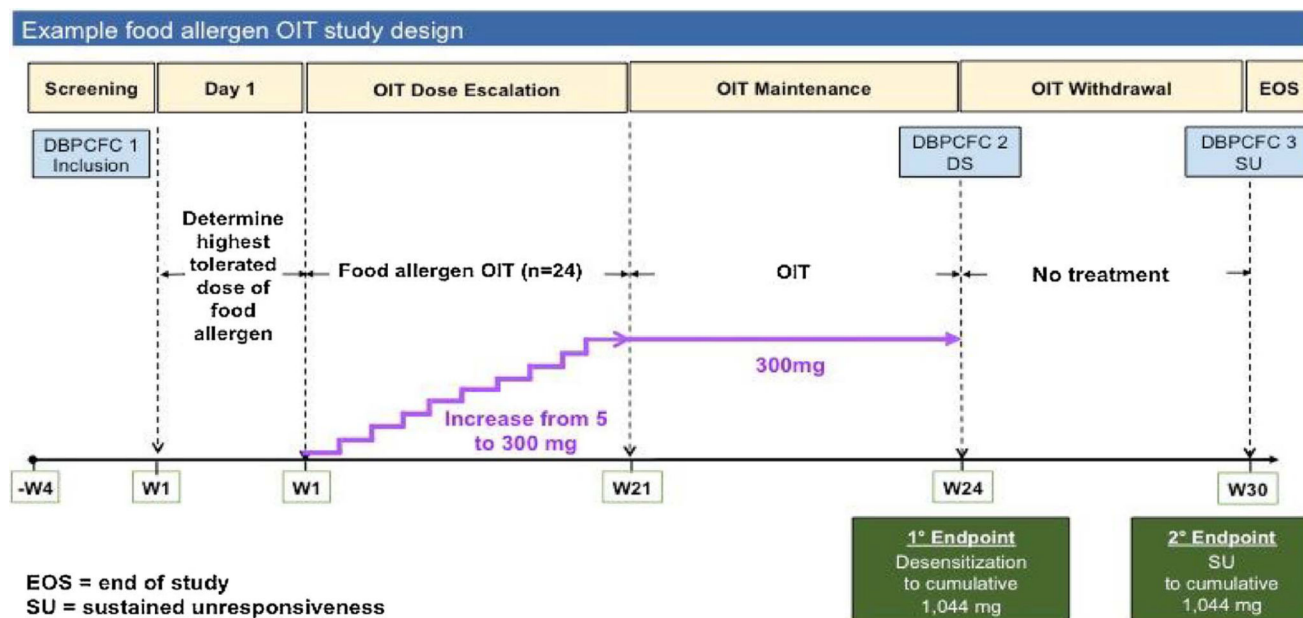 Example food allergen OIT study design
Screening
Day 1
OIT Dose Escalation
OIT Maintenance
OIT Withdrawal
EOS
DBPCFC 1
Inclusion
DBPCFC 2
DS
DBPCFC 3
SU
Determine
highest
tolerated
dose of
food
allergen
Food allergen OIT (n=24)
OIT
No treatment
300mg
Increase from 5
to 300 mg
-W4
W1
W1
W21
W24
W30
1° Endpoint
Desensitization
to cumulative
1,044 mg
2° Endpoint
SU
to cumulative
1,044 mg
EOS = end of study
SU = sustained unresponsiveness